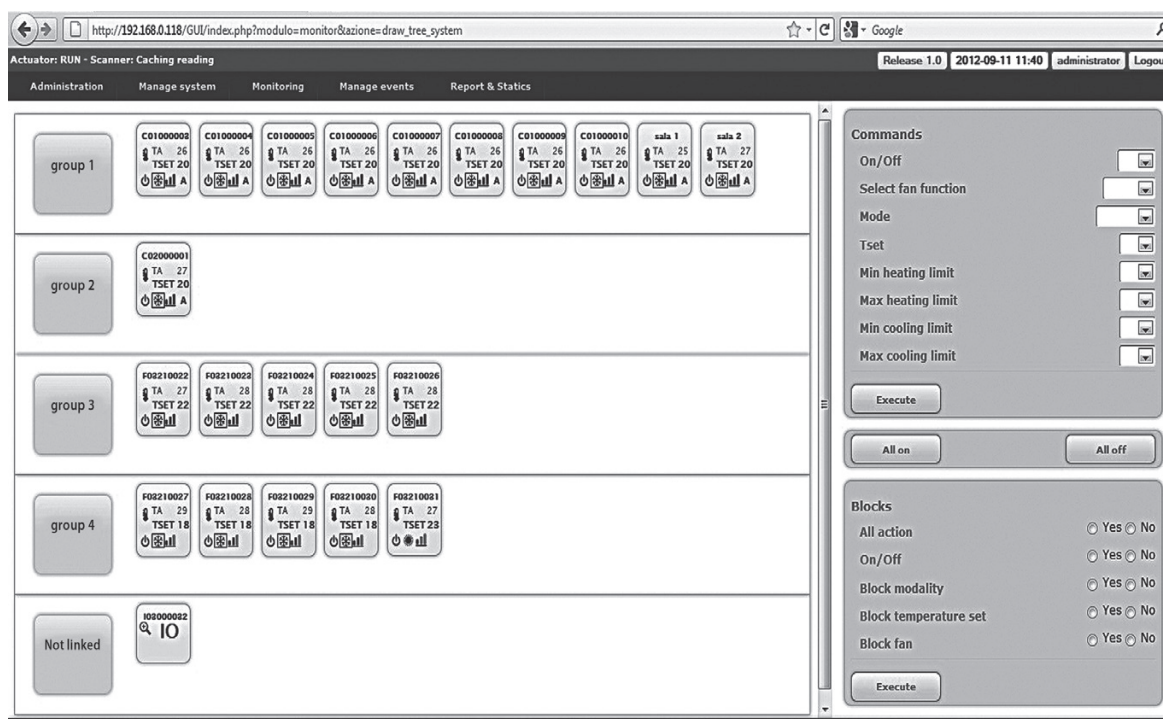 http://192.168.0.118/GUI/index.php?modulo=monitor&azione=draw_tree_system
Google
Actuator: RUN - Scanner: Caching reading
Release 1.0 2012-09-11 11:40 administrator Logou
Administration Manage system Monitoring Manage events Report & Statics
group 1
C01000002 C01000004 C01000005 C01000006 C01000007 C01000008 C01000009 C01000010 sala 1 sala 2
TA 26 TA 26 TA 26 TA 26 TA 26 TA 26 TA 26 TA 26 TA 25 TA 27
TSET 20 TSET 20 TSET 20 TSET 20 TSET 20 TSET 20 TSET 20 TSET 20 TSET 20 TSET 20
A A A A A A A A A A
group 2
C02000001
TA 27
TSET 20
A
group 3
F03210022 F03210023 F03210024 F03210025 F03210026
TA 27 TA 28 TA 28 TA 28 TA 28
TSET 22 TSET 22 TSET 22 TSET 22 TSET 22
group 4
F03210027 F03210028 F03210029 F03210030 F03210031
TA 29 TA 28 TA 29 TA 28 TA 27
TSET 18 TSET 18 TSET 18 TSET 18 TSET 23
Not linked
I03000032
IO
Commands
On/Off
Select fan function
Mode
Tset
Min heating limit
Max heating limit
Min cooling limit
Max cooling limit
Execute
All on All off
Blocks
All action Yes No
On/Off Yes No
Block modality Yes No
Block temperature set Yes No
Block fan Yes No
Execute